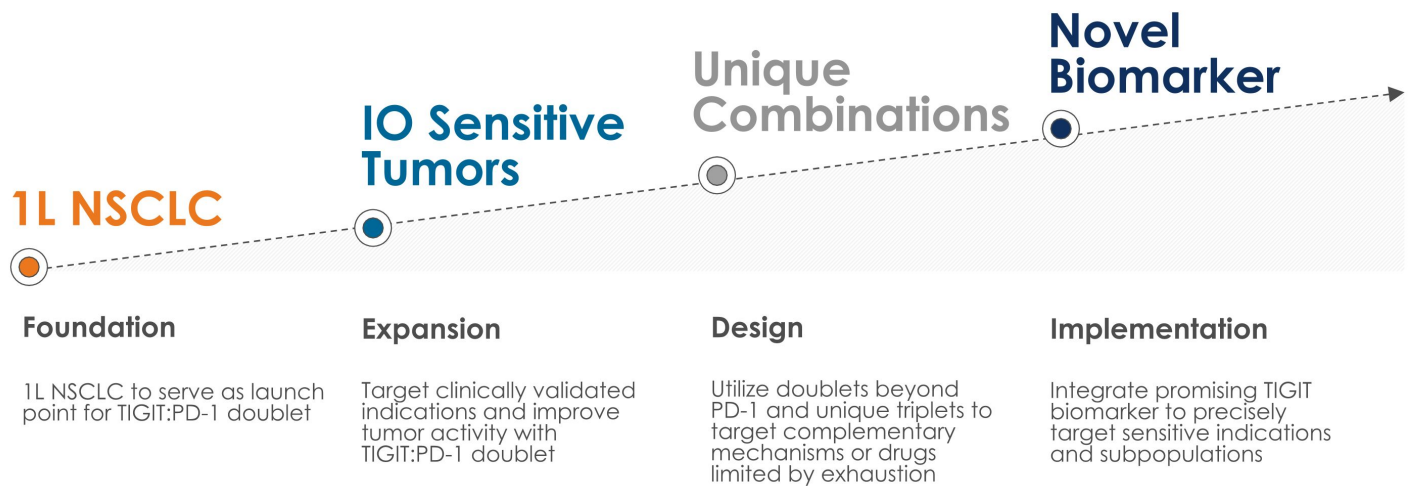 1L NSCLC
IO Sensitive
Tumors
Unique
Combinations
Novel
Biomarker
Foundation
1L NSCLC to serve as launch
point for TIGIT:PD-1 doublet
Expansion
Target clinically validated
indications and improve
tumor activity with
TIGIT:PD-1 doublet
Design
Utilize doublets beyond
PD-1 and unique triplets to
target complementary
mechanisms or drugs
limited by exhaustion
Implementation
Integrate promising TIGIT
biomarker to precisely
target sensitive indications
and subpopulations